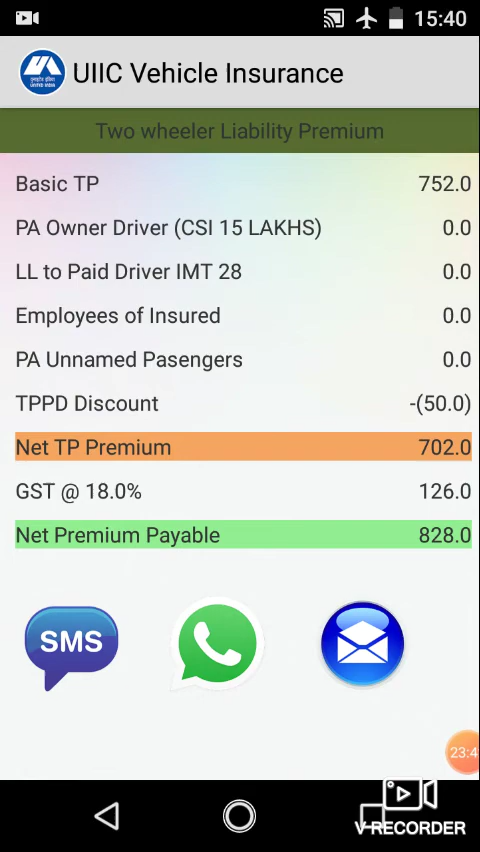 15:40
UIIC Vehicle Insurance
Two wheeler Liability Premium
Basic TP 752.0
PA Owner Driver (CSI 15 LAKHS) 0.0
LL to Paid Driver IMT 28 0.0
Employees of Insured 0.0
PA Unnamed Pasengers 0.0
TPPD Discount -(50.0)
Net TP Premium 702.0
GST @ 18.0% 126.0
Net Premium Payable 828.0
SMS
23:4
V RECORDER